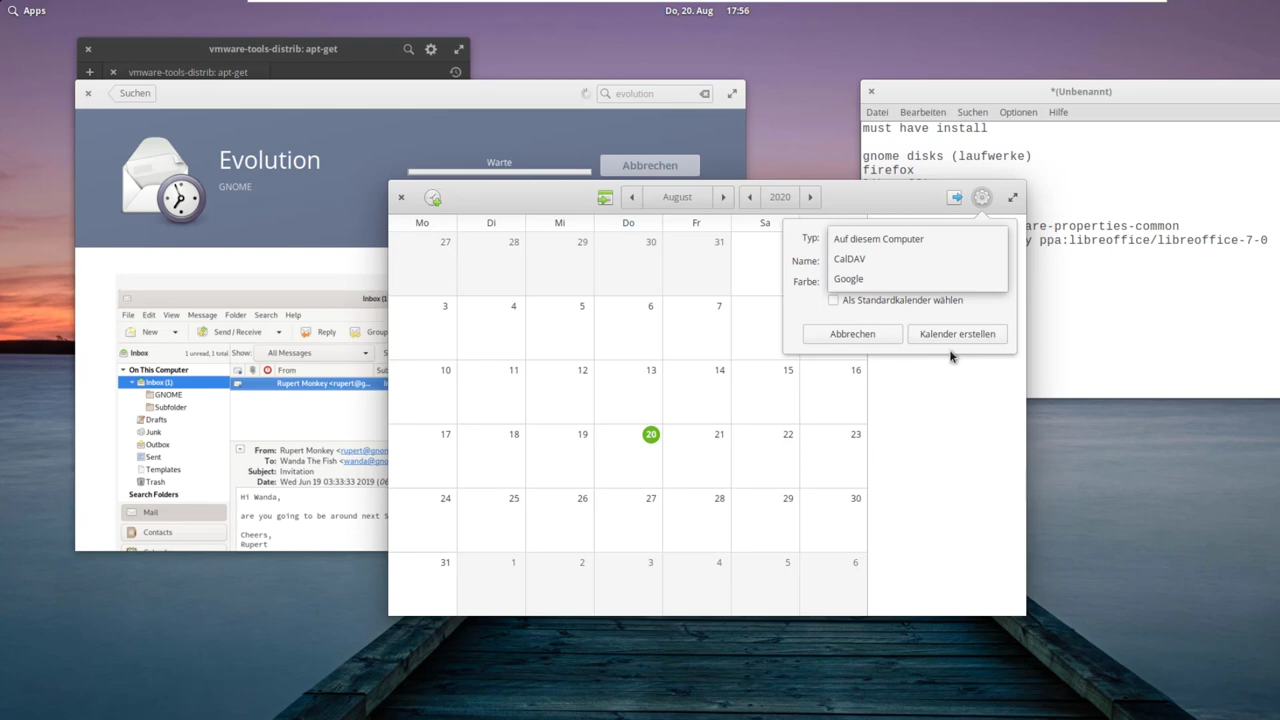 Apps
Do, 20. Aug 17:56
vmware-tools-distrib: apt-get
vmware-tools-distrib: apt-get
Suchen
evolution
Evolution
GNOME
Warte
Abbrechen
Inbox (1
File Edit View Message Folder Search Help
New Send / Receive Reply Group
Inbox 1 unread, 1 total Show: All Messages
On This Computer
Inbox (1)
GNOME
Subfolder
Drafts
Junk
Outbox
Sent
Templates
Trash
Search Folders
Mail
Contacts
From Subje
Rupert Monkey <rupert@g...
From: Rupert Monkey <rupert@gno
To: Wanda The Fish <wanda@gno
Subject: Invitation
Date: Wed Jun 19 03:33:33 2019 (06
Hi Wanda,
are you going to be around next S
Cheers,
Rupert
*(Unbenannt)
Datei Bearbeiten Suchen Optionen Hilfe
must have install
gnome disks (laufwerke)
firefox
are-properties-common
y ppa:libreoffice/libreoffice-7-0
August 2020
Mo Di Mi Do Fr Sa
27 28 29 30 31
3 4 5 6 7
10 11 12 13 14 15 16
17 18 19 20 21 22 23
24 25 26 27 28 29 30
31 1 2 3 4 5 6
Typ:
Auf diesem Computer
CalDAV
Google
Name:
Farbe:
Als Standardkalender wählen
Abbrechen Kalender erstellen